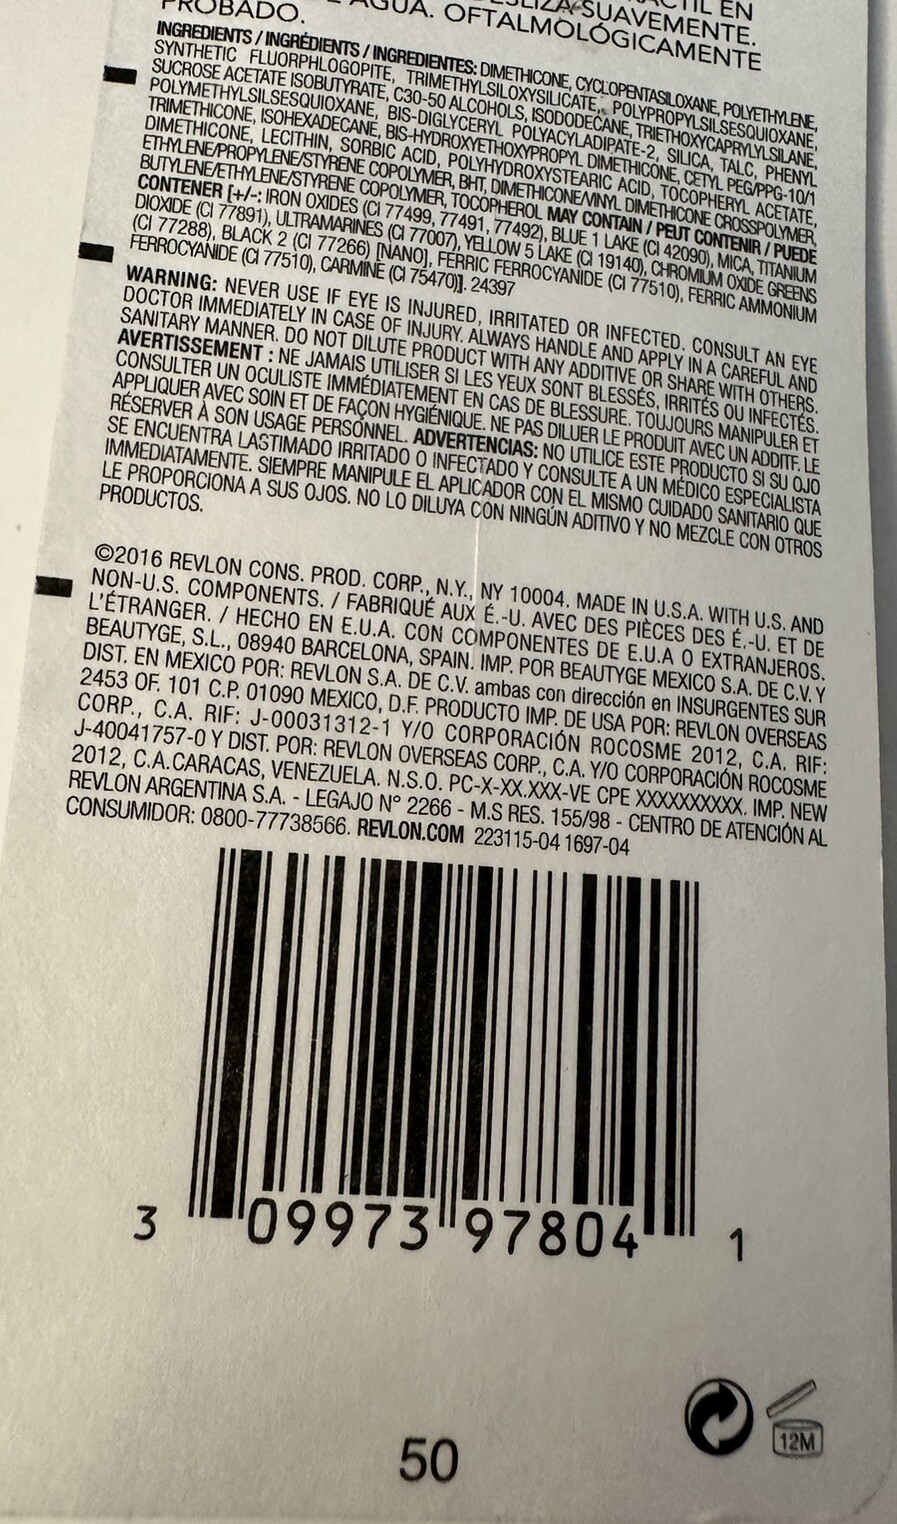 ÁCTIL EN
DESLIZA SUAVEMENTE.
AGUA. OFTALMOLÓGICAMENTE
PROBADO.
INGREDIENTS / INGRÉDIENTS / INGREDIENTES: DIMETHICONE, CYCLOPENTASILOXANE, POLYETHYLENE,
SYNTHETIC FLUORPHLOGOPITE, TRIMETHYLSILOXYSILICATE, POLYPROPYLSILSESQUIOXANE,
SUCROSE ACETATE ISOBUTYRATE, C30-50 ALCOHOLS, ISODODECANE, TRIETHOXYCAPRYLYLSILANE,
POLYMETHYLSILSESQUIOXANE, BIS-DIGLYCERYL POLYACYLADIPATE-2, SILICA, TALC, PHENYL
TRIMETHICONE, ISOHEXADECANE, BIS-HYDROXYETHOXYPROPYL DIMETHICONE, CETYL PEG/PPG-10/1
DIMETHICONE, LECITHIN, SORBIC ACID, POLYHYDROXYSTEARIC ACID, TOCOPHERYL ACETATE,
ETHYLENE/PROPYLENE/STYRENE COPOLYMER, BHT, DIMETHICONE/VINYL DIMETHICONE CROSSPOLYMER,
BUTYLENE/ETHYLENE/STYRENE COPOLYMER, TOCOPHEROL MAY CONTAIN / PEUT CONTENIR / PUEDE
CONTENER [+/-: IRON OXIDES (CI 77499, 77491, 77492), BLUE 1 LAKE (CI 42090), MICA, TITANIUM
DIOXIDE (CI 77891), ULTRAMARINES (CI 77007), YELLOW 5 LAKE (CI 19140), CHROMIUM OXIDE GREENS
(CI 77288), BLACK 2 (CI 77266) [NANO], FERRIC FERROCYANIDE (CI 77510), FERRIC AMMONIUM
FERROCYANIDE (CI 77510), CARMINE (CI 75470)]. 24397
WARNING: NEVER USE IF EYE IS INJURED, IRRITATED OR INFECTED. CONSULT AN EYE
DOCTOR IMMEDIATELY IN CASE OF INJURY. ALWAYS HANDLE AND APPLY IN A CAREFUL AND
SANITARY MANNER. DO NOT DILUTE PRODUCT WITH ANY ADDITIVE OR SHARE WITH OTHERS.
AVERTISSEMENT : NE JAMAIS UTILISER SI LES YEUX SONT BLESSÉS, IRRITÉS OU INFECTÉS.
CONSULTER UN OCULISTE IMMÉDIATEMENT EN CAS DE BLESSURE. TOUJOURS MANIPULER ET
APPLIQUER AVEC SOIN ET DE FAÇON HYGIÉNIQUE. NE PAS DILUER LE PRODUIT AVEC UN ADDITF. LE
RÉSERVER À SON USAGE PERSONNEL. ADVERTENCIAS: NO UTILICE ESTE PRODUCTO SI SU OJO
SE ENCUENTRA LASTIMADO IRRITADO O INFECTADO Y CONSULTE A UN MÉDICO ESPECIALISTA
IMMEDIATAMENTE. SIEMPRE MANIPULE EL APLICADOR CON EL MISMO CUIDADO SANITARIO QUE
LE PROPORCIONA A SUS OJOS. NO LO DILUYA CON NINGÚN ADITIVO Y NO MEZCLE CON OTROS
PRODUCTOS.
©2016 REVLON CONS. PROD. CORP., N.Y., NY 10004. MADE IN U.S.A. WITH U.S. AND
NON-U.S. COMPONENTS. / FABRIQUÉ AUX É.-U. AVEC DES PIÈCES DES É.-U. ET DE
L'ÉTRANGER. / HECHO EN E.U.A. CON COMPONENTES DE E.U.A O EXTRANJEROS.
BEAUTYGE, S.L., 08940 BARCELONA, SPAIN. IMP. POR BEAUTYGE MEXICO S.A. DE C.V. Y
DIST. EN MEXICO POR: REVLON S.A. DE C.V. ambas con dirección en INSURGENTES SUR
2453 OF. 101 C.P. 01090 MEXICO, D.F. PRODUCTO IMP. DE USA POR: REVLON OVERSEAS
CORP., C.A. RIF: J-00031312-1 Y/O CORPORACIÓN ROCOSME 2012, C.A. RIF:
J-40041757-0 Y DIST. POR: REVLON OVERSEAS CORP., C.A. Y/O CORPORACIÓN ROCOSME
2012, C.A. CARACAS, VENEZUELA. N.S.O. PC-X-XX.XXX-VE CPE XXXXXXXXXX. IMP. NEW
REVLON ARGENTINA S.A. - LEGAJO N° 2266 - M.S RES. 155/98 - CENTRO DE ATENCIÓN AL
CONSUMIDOR: 0800-77738566. REVLON.COM 223115-04 1697-04
3 09973 97804 1
12M
50